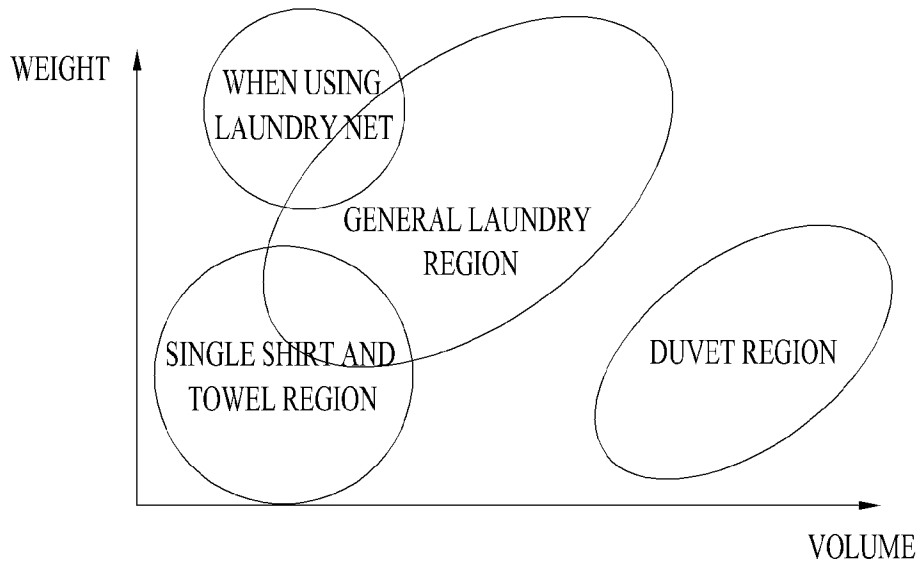 WEIGHT
WHEN USING
LAUNDRY NET
GENERAL LAUNDRY
REGION
SINGLE SHIRT AND
TOWEL REGION
DUVET REGION
VOLUME